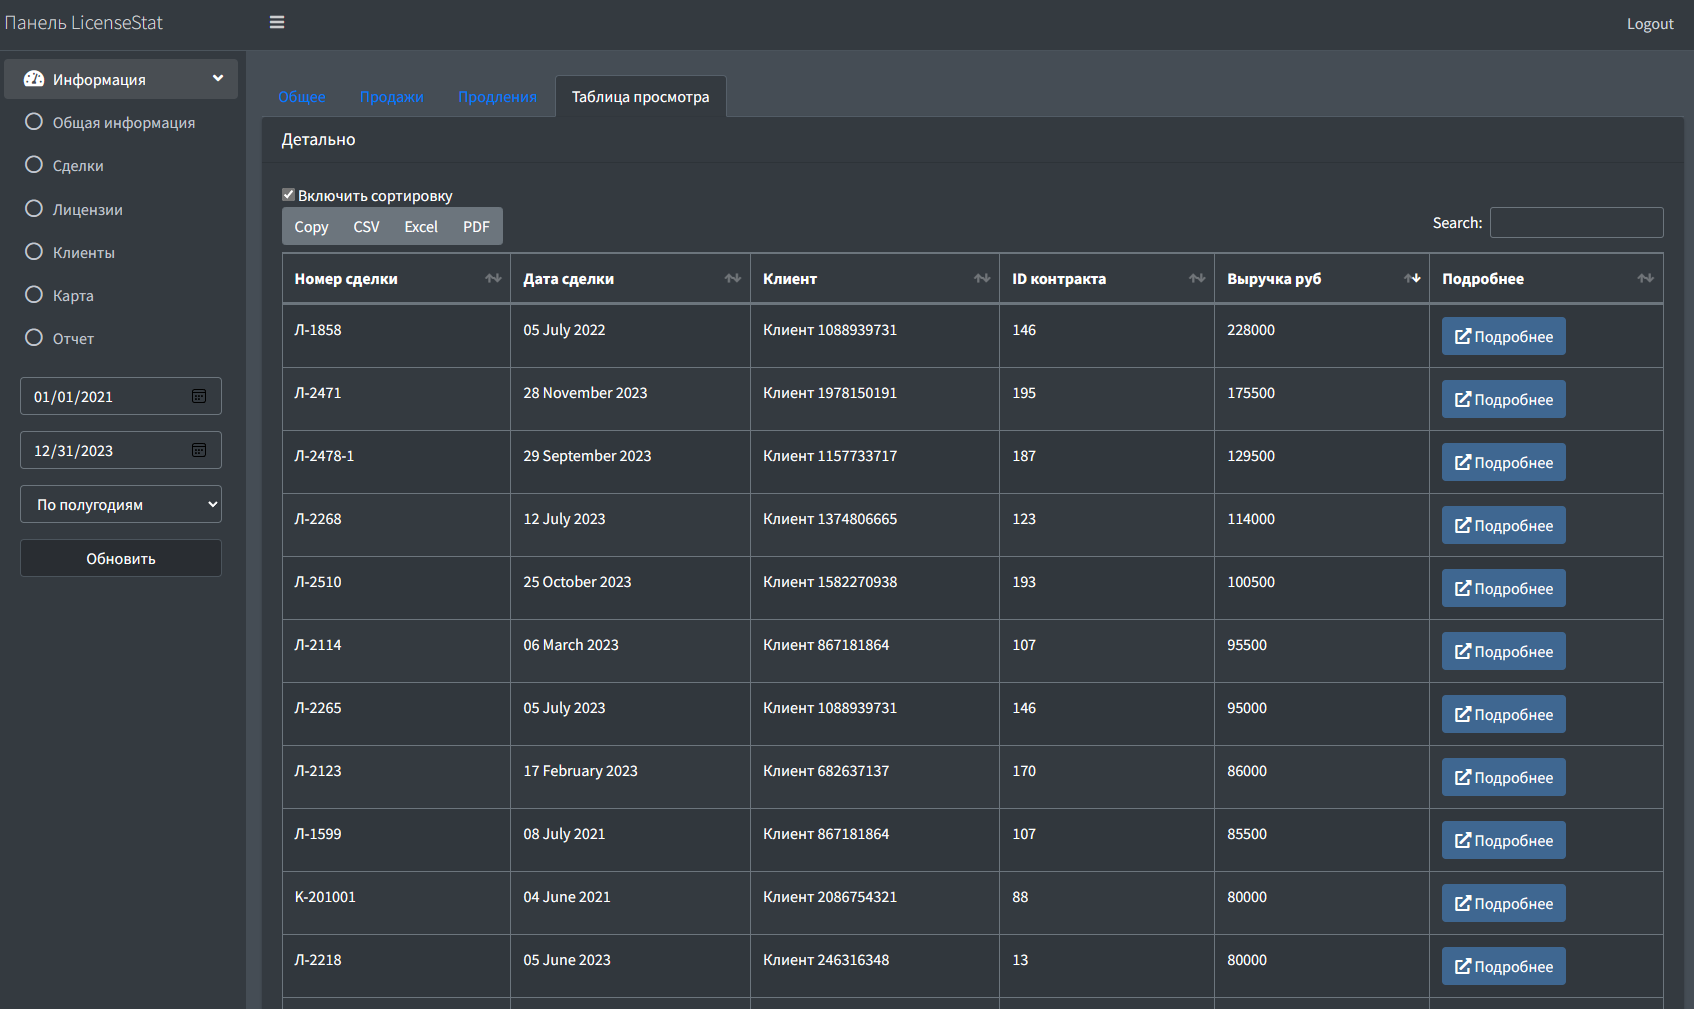 Панель LicenseStat
Logout
Информация
Общая информация
Сделки
Лицензии
Клиенты
Карта
Отчет
01/01/2021
12/31/2023
По полугодиям
Обновить
Общее Продажи Продления Таблица просмотра
Детально
Включить сортировку
Copy CSV Excel PDF
Search:
Номер сделки Дата сделки Клиент ID контракта Выручка руб Подробнее
Л-1858 05 July 2022 Клиент 1088939731 146 228000 Подробнее
Л-2471 28 November 2023 Клиент 1978150191 195 175500 Подробнее
Л-2478-1 29 September 2023 Клиент 1157733717 187 129500 Подробнее
Л-2268 12 July 2023 Клиент 1374806665 123 114000 Подробнее
Л-2510 25 October 2023 Клиент 1582270938 193 100500 Подробнее
Л-2114 06 March 2023 Клиент 867181864 107 95500 Подробнее
Л-2265 05 July 2023 Клиент 1088939731 146 95000 Подробнее
Л-2123 17 February 2023 Клиент 682637137 170 86000 Подробнее
Л-1599 08 July 2021 Клиент 867181864 107 85500 Подробнее
К-201001 04 June 2021 Клиент 2086754321 88 80000 Подробнее
Л-2218 05 June 2023 Клиент 246316348 13 80000 Подробнее